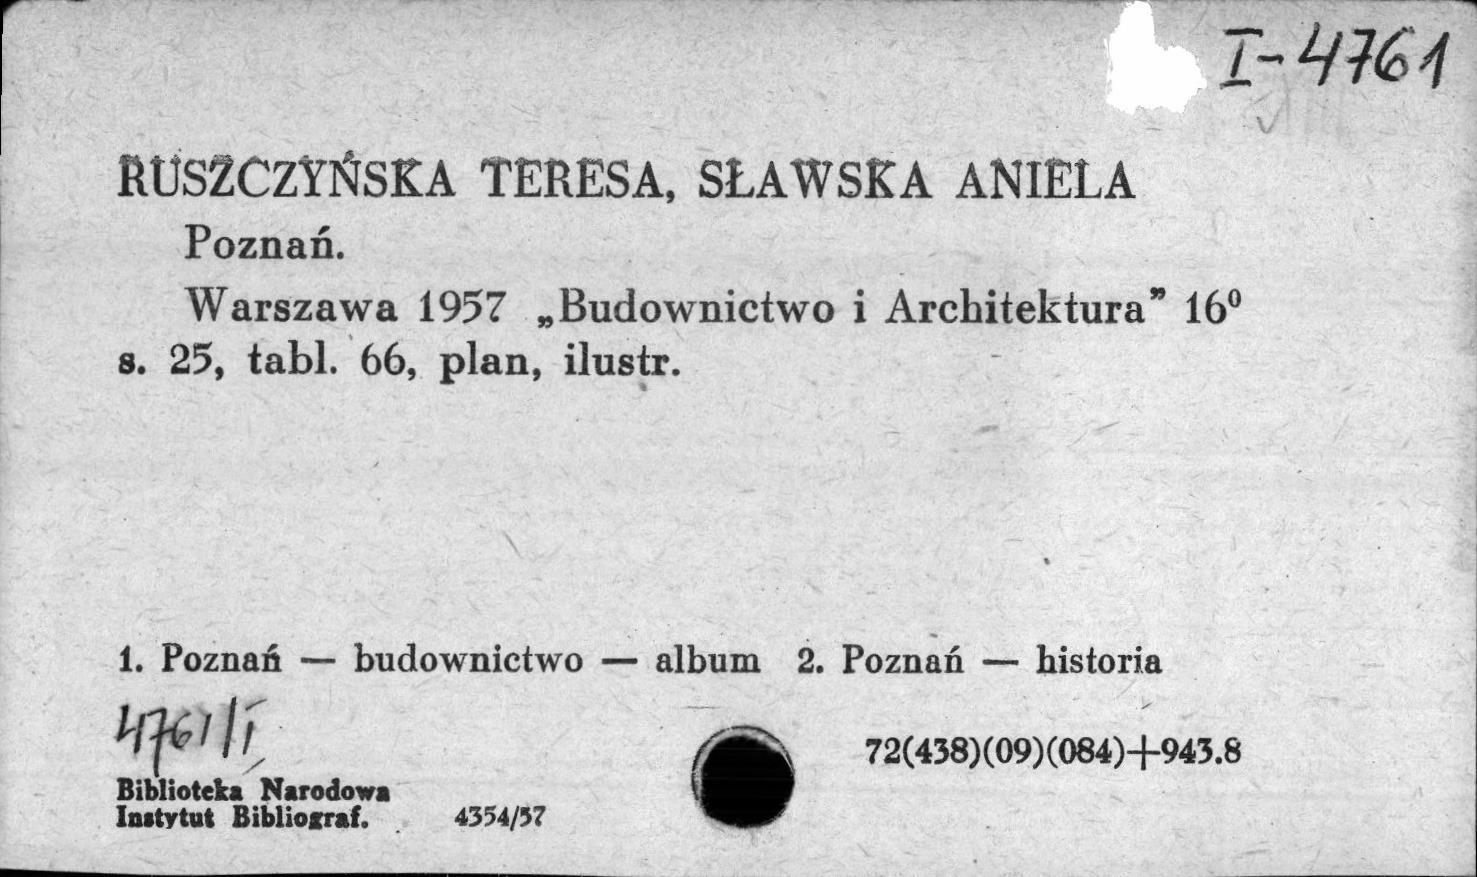 I-4761
RUSZCZYŃSKA TERESA, SŁAWSKA ANIELA
Poznań.
Warszawa 1957 „Budownictwo i Architektura” 16⁰
s. 25, tabl. 66, plan, ilustr.
1. Poznań — budownictwo — album 2. Poznań — historia
4761/I
72(438)(09)(084)+943.8
Biblioteka Narodowa
Instytut Bibliograf. 4354/57